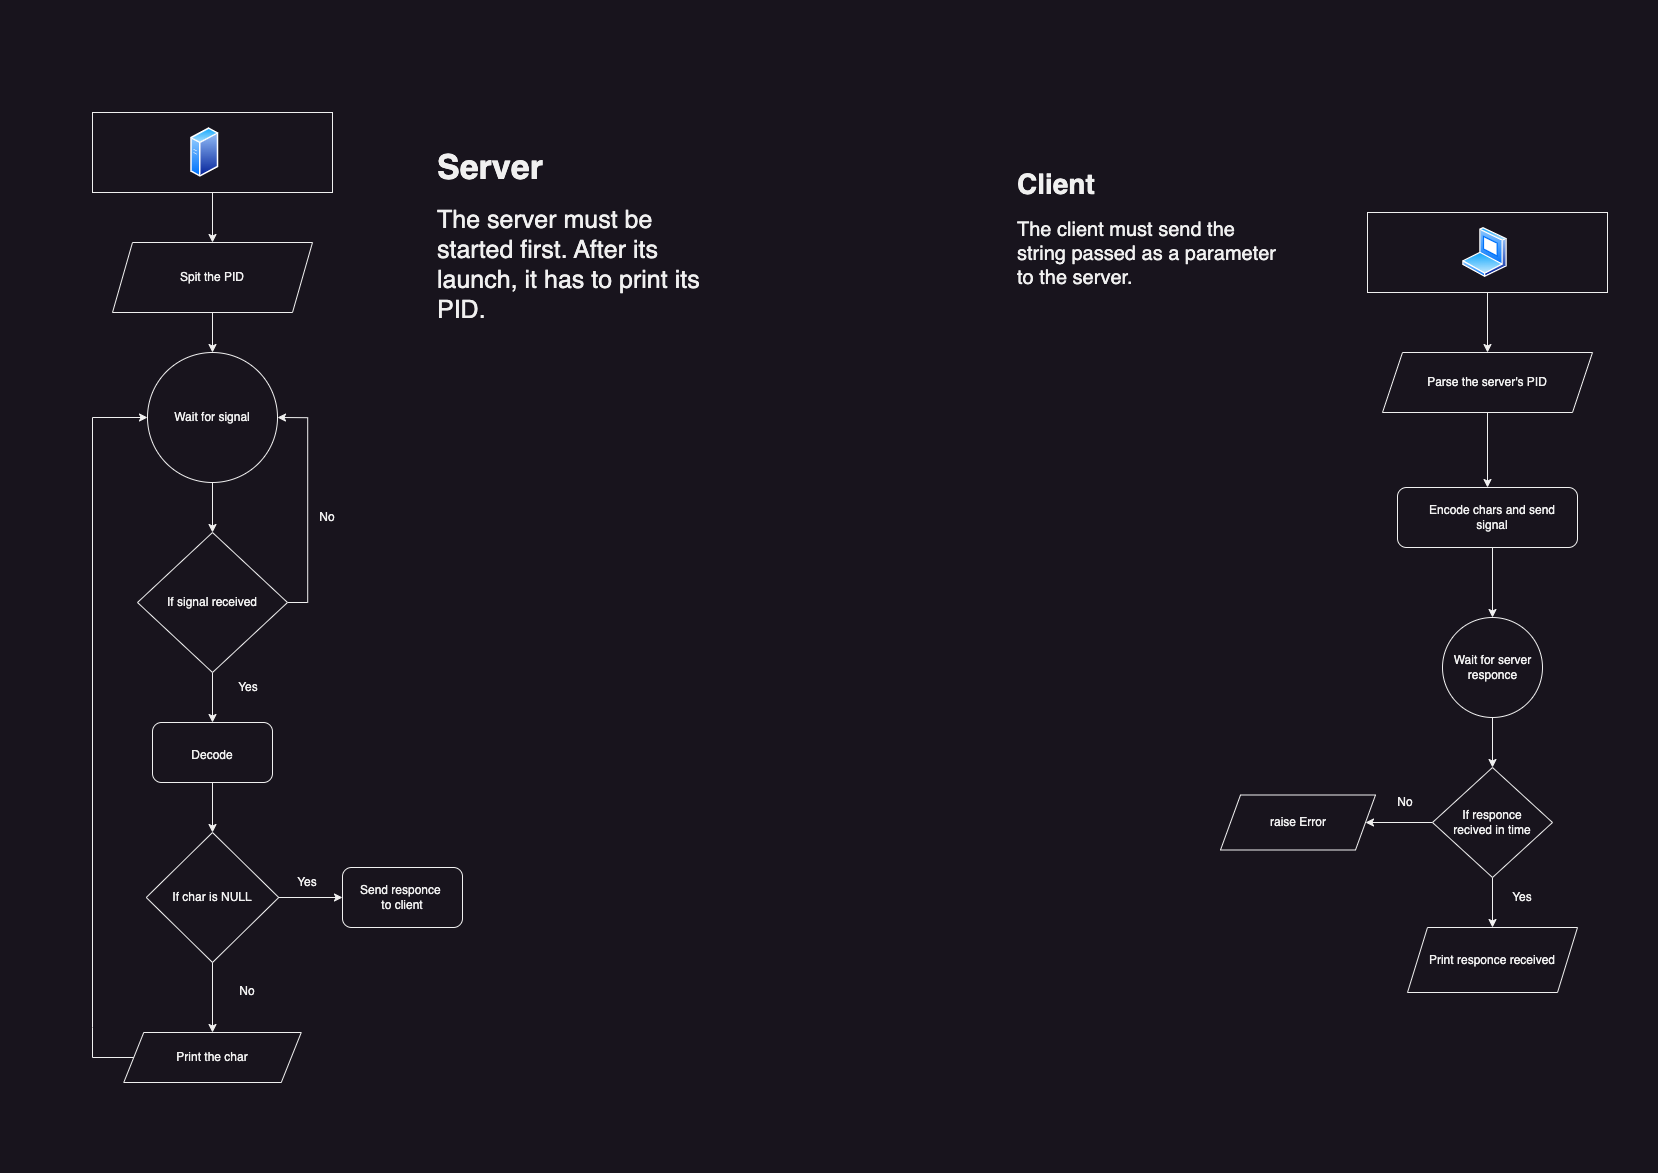 Server
The server must be
started first. After its
launch, it has to print its
PID.
Spit the PID
Wait for signal
No
If signal received
Yes
Decode
If char is NULL
Yes
Send responce
to client
No
Print the char
Client
The client must send the
string passed as a parameter
to the server.
Parse the server's PID
Encode chars and send
signal
Wait for server
responce
If responce
recived in time
No
raise Error
Yes
Print responce received